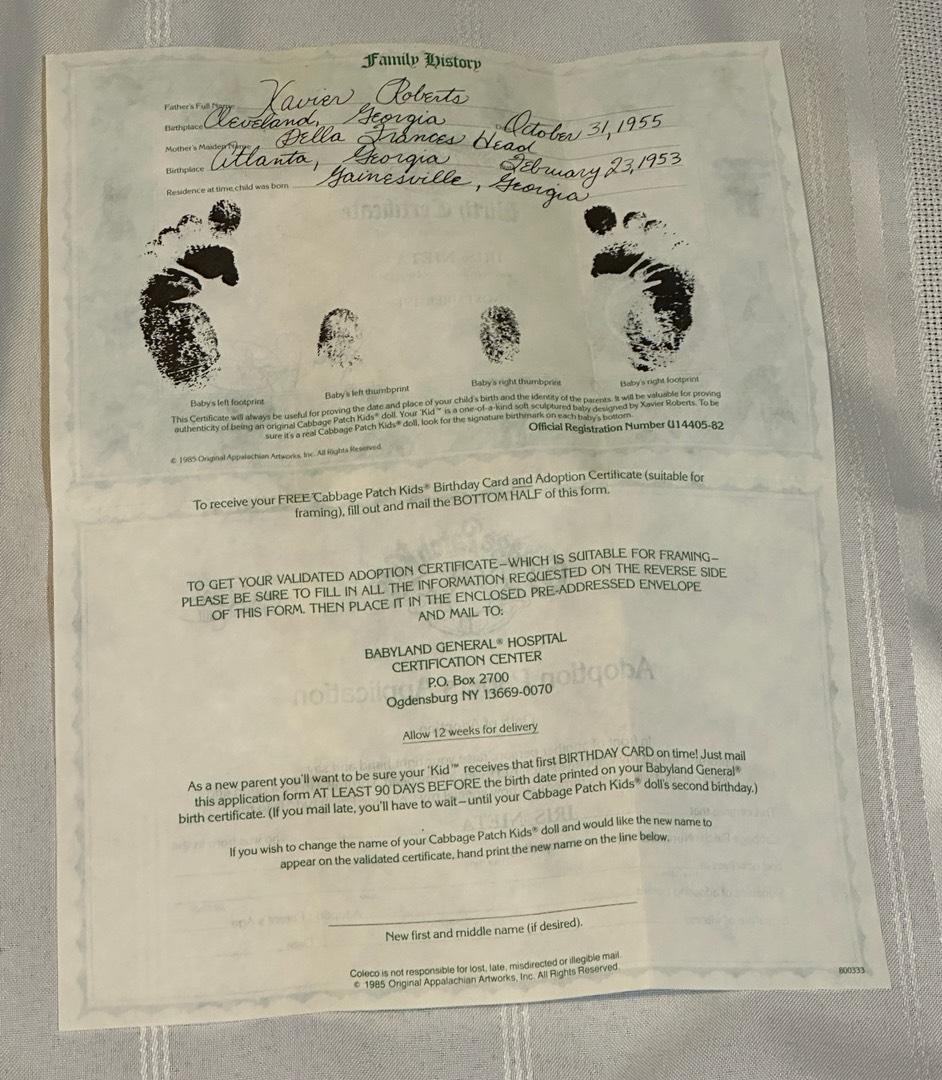 Family History
Father's Full Name Xavier Roberts
Birthplace Cleveland, Georgia October 31, 1955
Mother's Maiden Name Della Frances Head
Birthplace Atlanta, Georgia February 23, 1953
Residence at time child was born Gainesville, Georgia
Baby's left footprint Baby's left thumbprint Baby's right thumbprint Baby's right footprint
This Certificate will always be useful for proving the date and place of your child's birth and the identity of the parents. It will be valuable for proving
authenticity of being an original Cabbage Patch Kids® doll. Your 'Kid'™ is a one-of-a-kind soft sculptured baby designed by Xavier Roberts. To be
sure it's a real Cabbage Patch Kids® doll, look for the signature birthmark on each baby's bottom.
Official Registration Number U14405-82
© 1985 Original Appalachian Artworks, Inc. All Rights Reserved.
To receive your FREE Cabbage Patch Kids® Birthday Card and Adoption Certificate (suitable for
framing), fill out and mail the BOTTOM HALF of this form.
TO GET YOUR VALIDATED ADOPTION CERTIFICATE—WHICH IS SUITABLE FOR FRAMING—
PLEASE BE SURE TO FILL IN ALL THE INFORMATION REQUESTED ON THE REVERSE SIDE
OF THIS FORM. THEN PLACE IT IN THE ENCLOSED PRE-ADDRESSED ENVELOPE
AND MAIL TO:
BABYLAND GENERAL® HOSPITAL
CERTIFICATION CENTER
P.O. Box 2700
Ogdensburg NY 13669-0070
Allow 12 weeks for delivery
As a new parent you'll want to be sure your 'Kid'™ receives that first BIRTHDAY CARD on time! Just mail
this application form AT LEAST 90 DAYS BEFORE the birth date printed on your Babyland General®
birth certificate. (If you mail late, you'll have to wait—until your Cabbage Patch Kids® doll's second birthday.)
If you wish to change the name of your Cabbage Patch Kids® doll and would like the new name to
appear on the validated certificate, hand print the new name on the line below.
New first and middle name (if desired).
Coleco is not responsible for lost, late, misdirected or illegible mail.
© 1985 Original Appalachian Artworks, Inc. All Rights Reserved.
800333